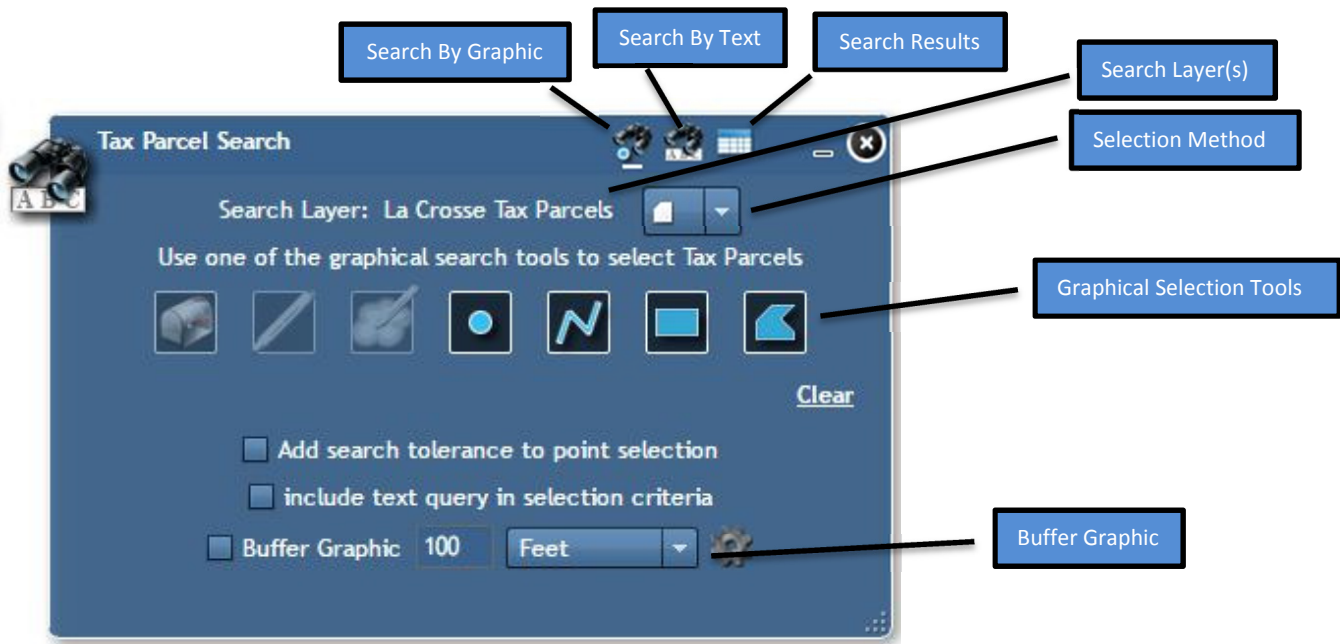 Search By Graphic
Search By Text
Search Results
Search Layer(s)
Selection Method
Tax Parcel Search
ABC
A B C
Search Layer: La Crosse Tax Parcels
Use one of the graphical search tools to select Tax Parcels
Graphical Selection Tools
Clear
Add search tolerance to point selection
include text query in selection criteria
Buffer Graphic 100 Feet
Buffer Graphic